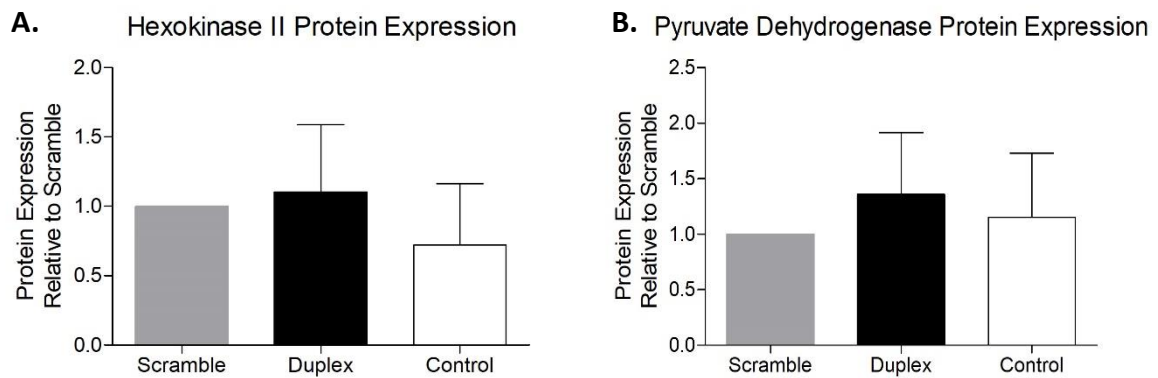 A.
Hexokinase II Protein Expression
Protein Expression
Relative to Scramble
2.0
1.5
1.0
0.5
0.0
Scramble Duplex Control
B.
Pyruvate Dehydrogenase Protein Expression
Protein Expression
Relative to Scramble
2.5
2.0
1.5
1.0
0.5
0.0
Scramble Duplex Control